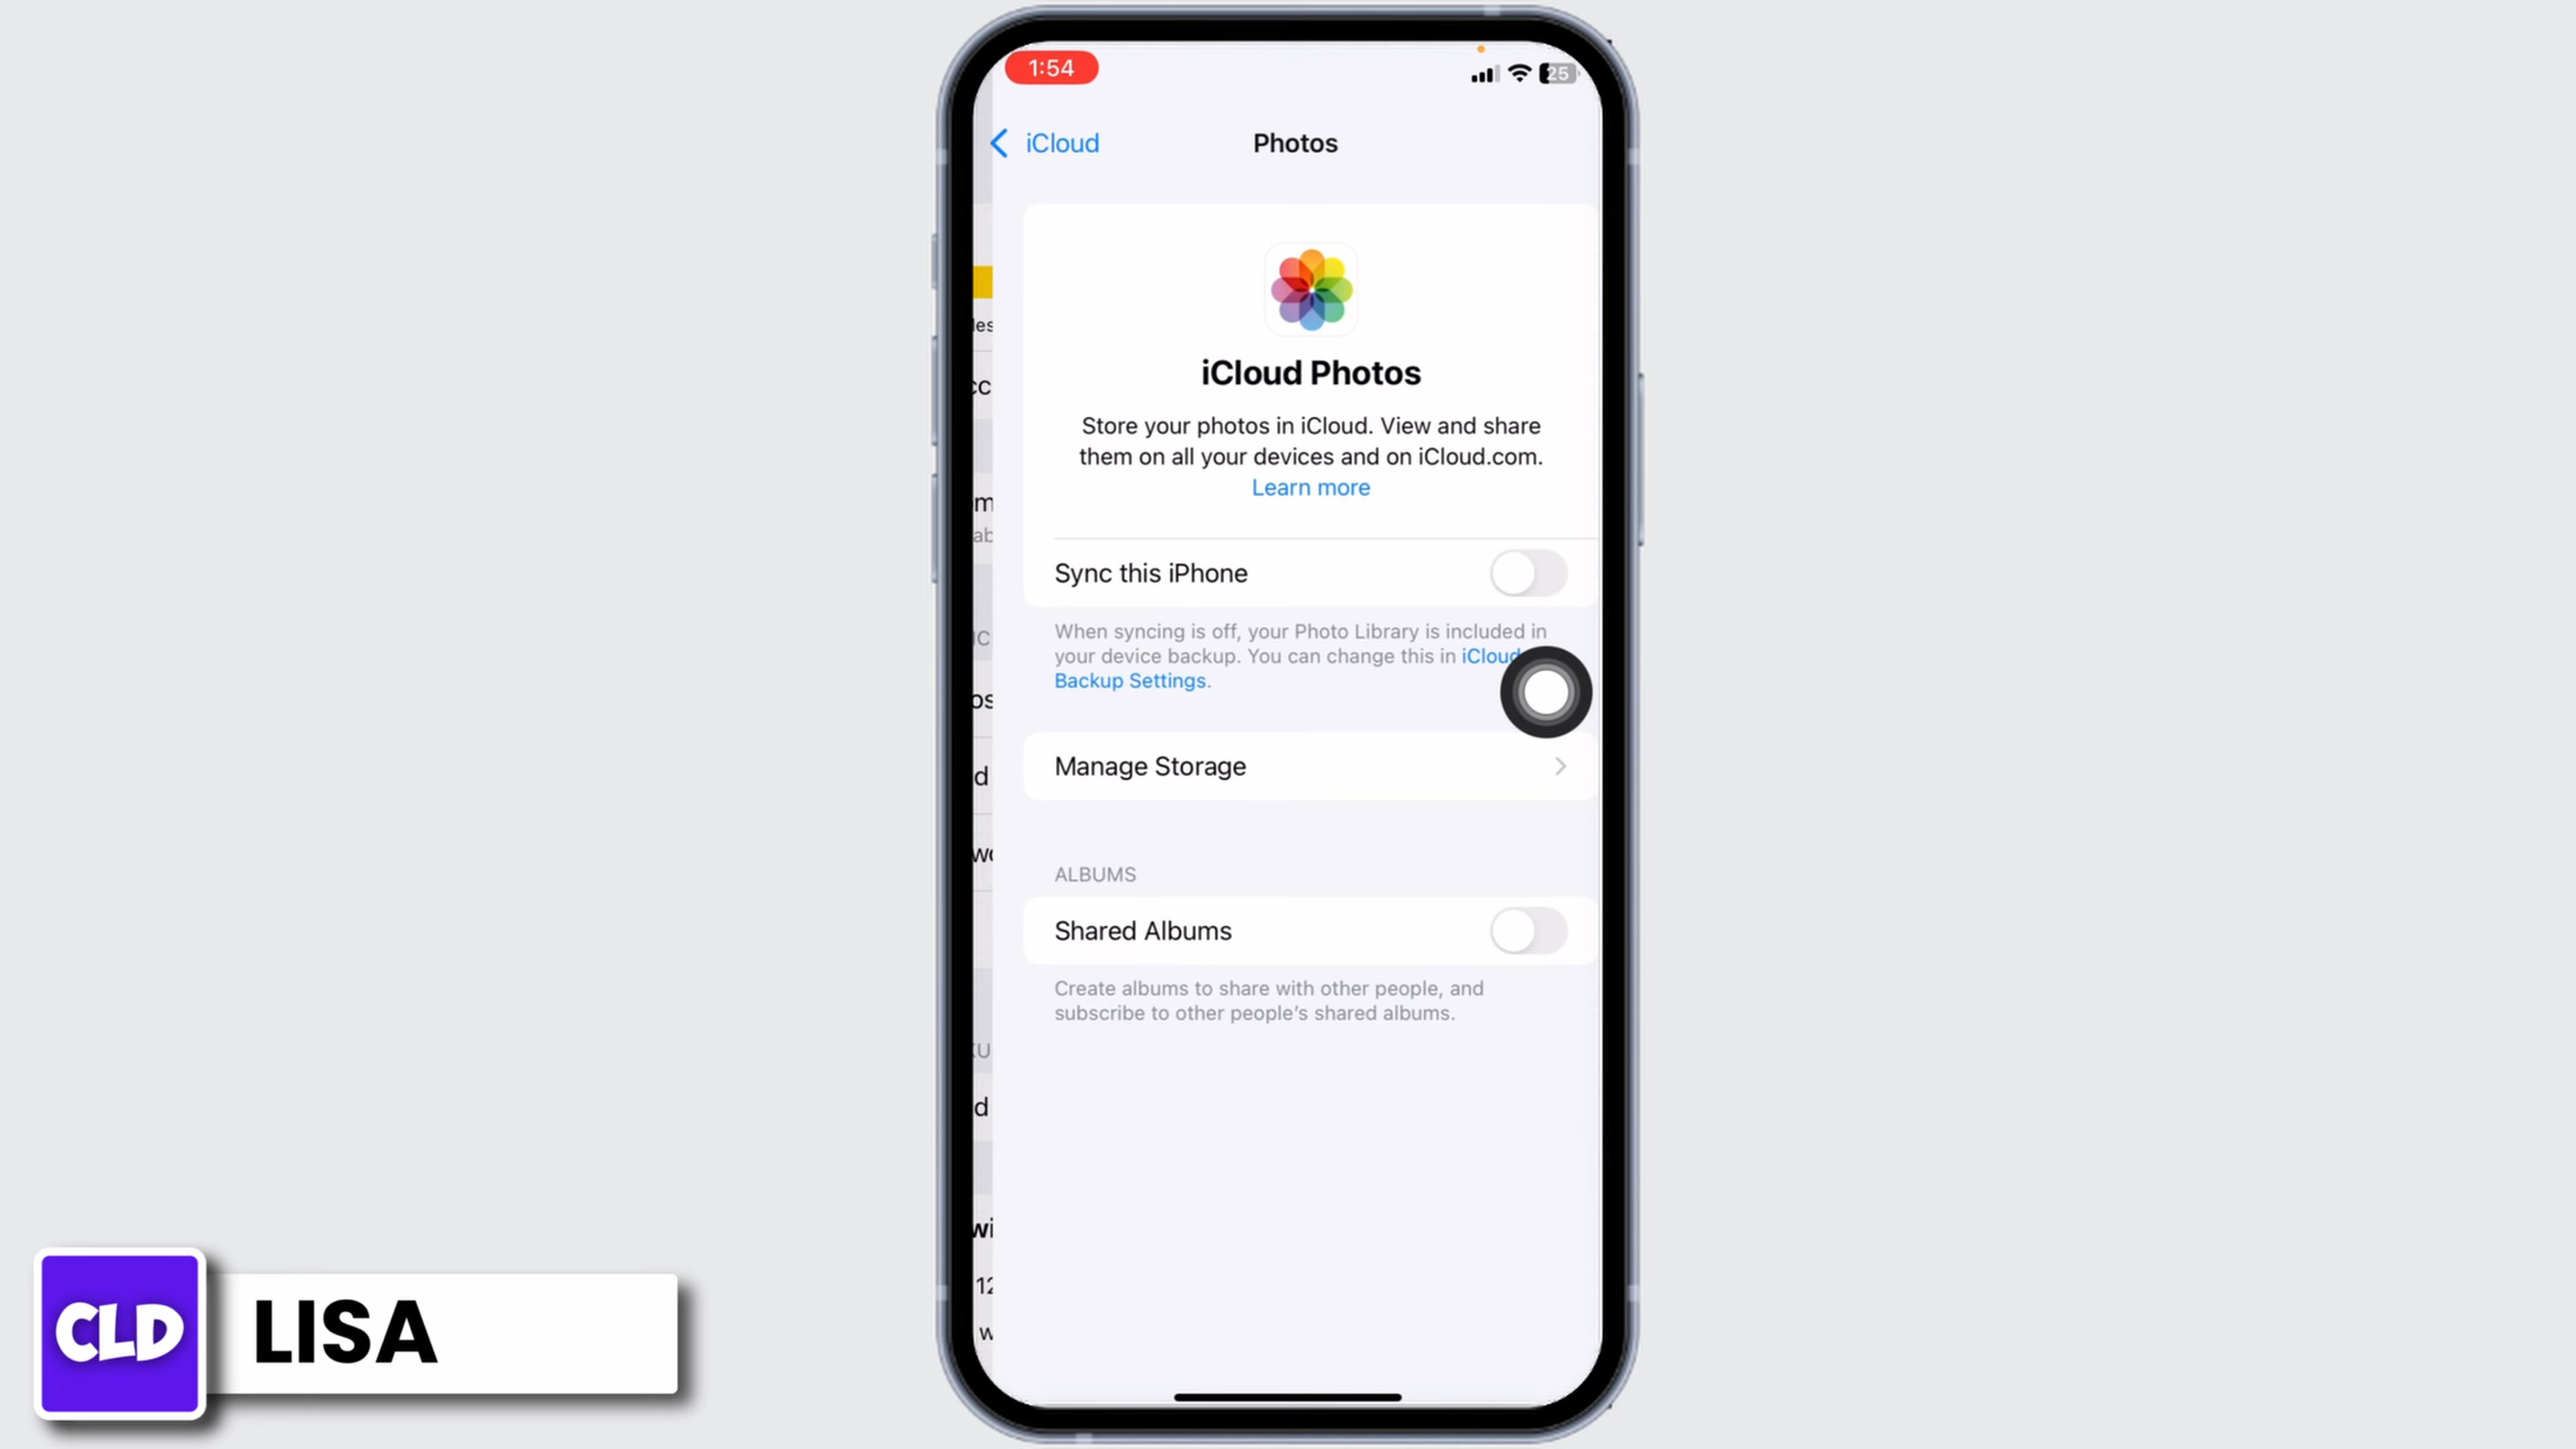 1:54
25
iCloud
Photos
iCloud Photos
Store your photos in iCloud. View and share
them on all your devices and on iCloud.com.
Learn more
Sync this iPhone
When syncing is off, your Photo Library is included in
your device backup. You can change this in iCloud
Backup Settings.
Manage Storage
ALBUMS
Shared Albums
Create albums to share with other people, and
subscribe to other people’s shared albums.
CLD
LISA